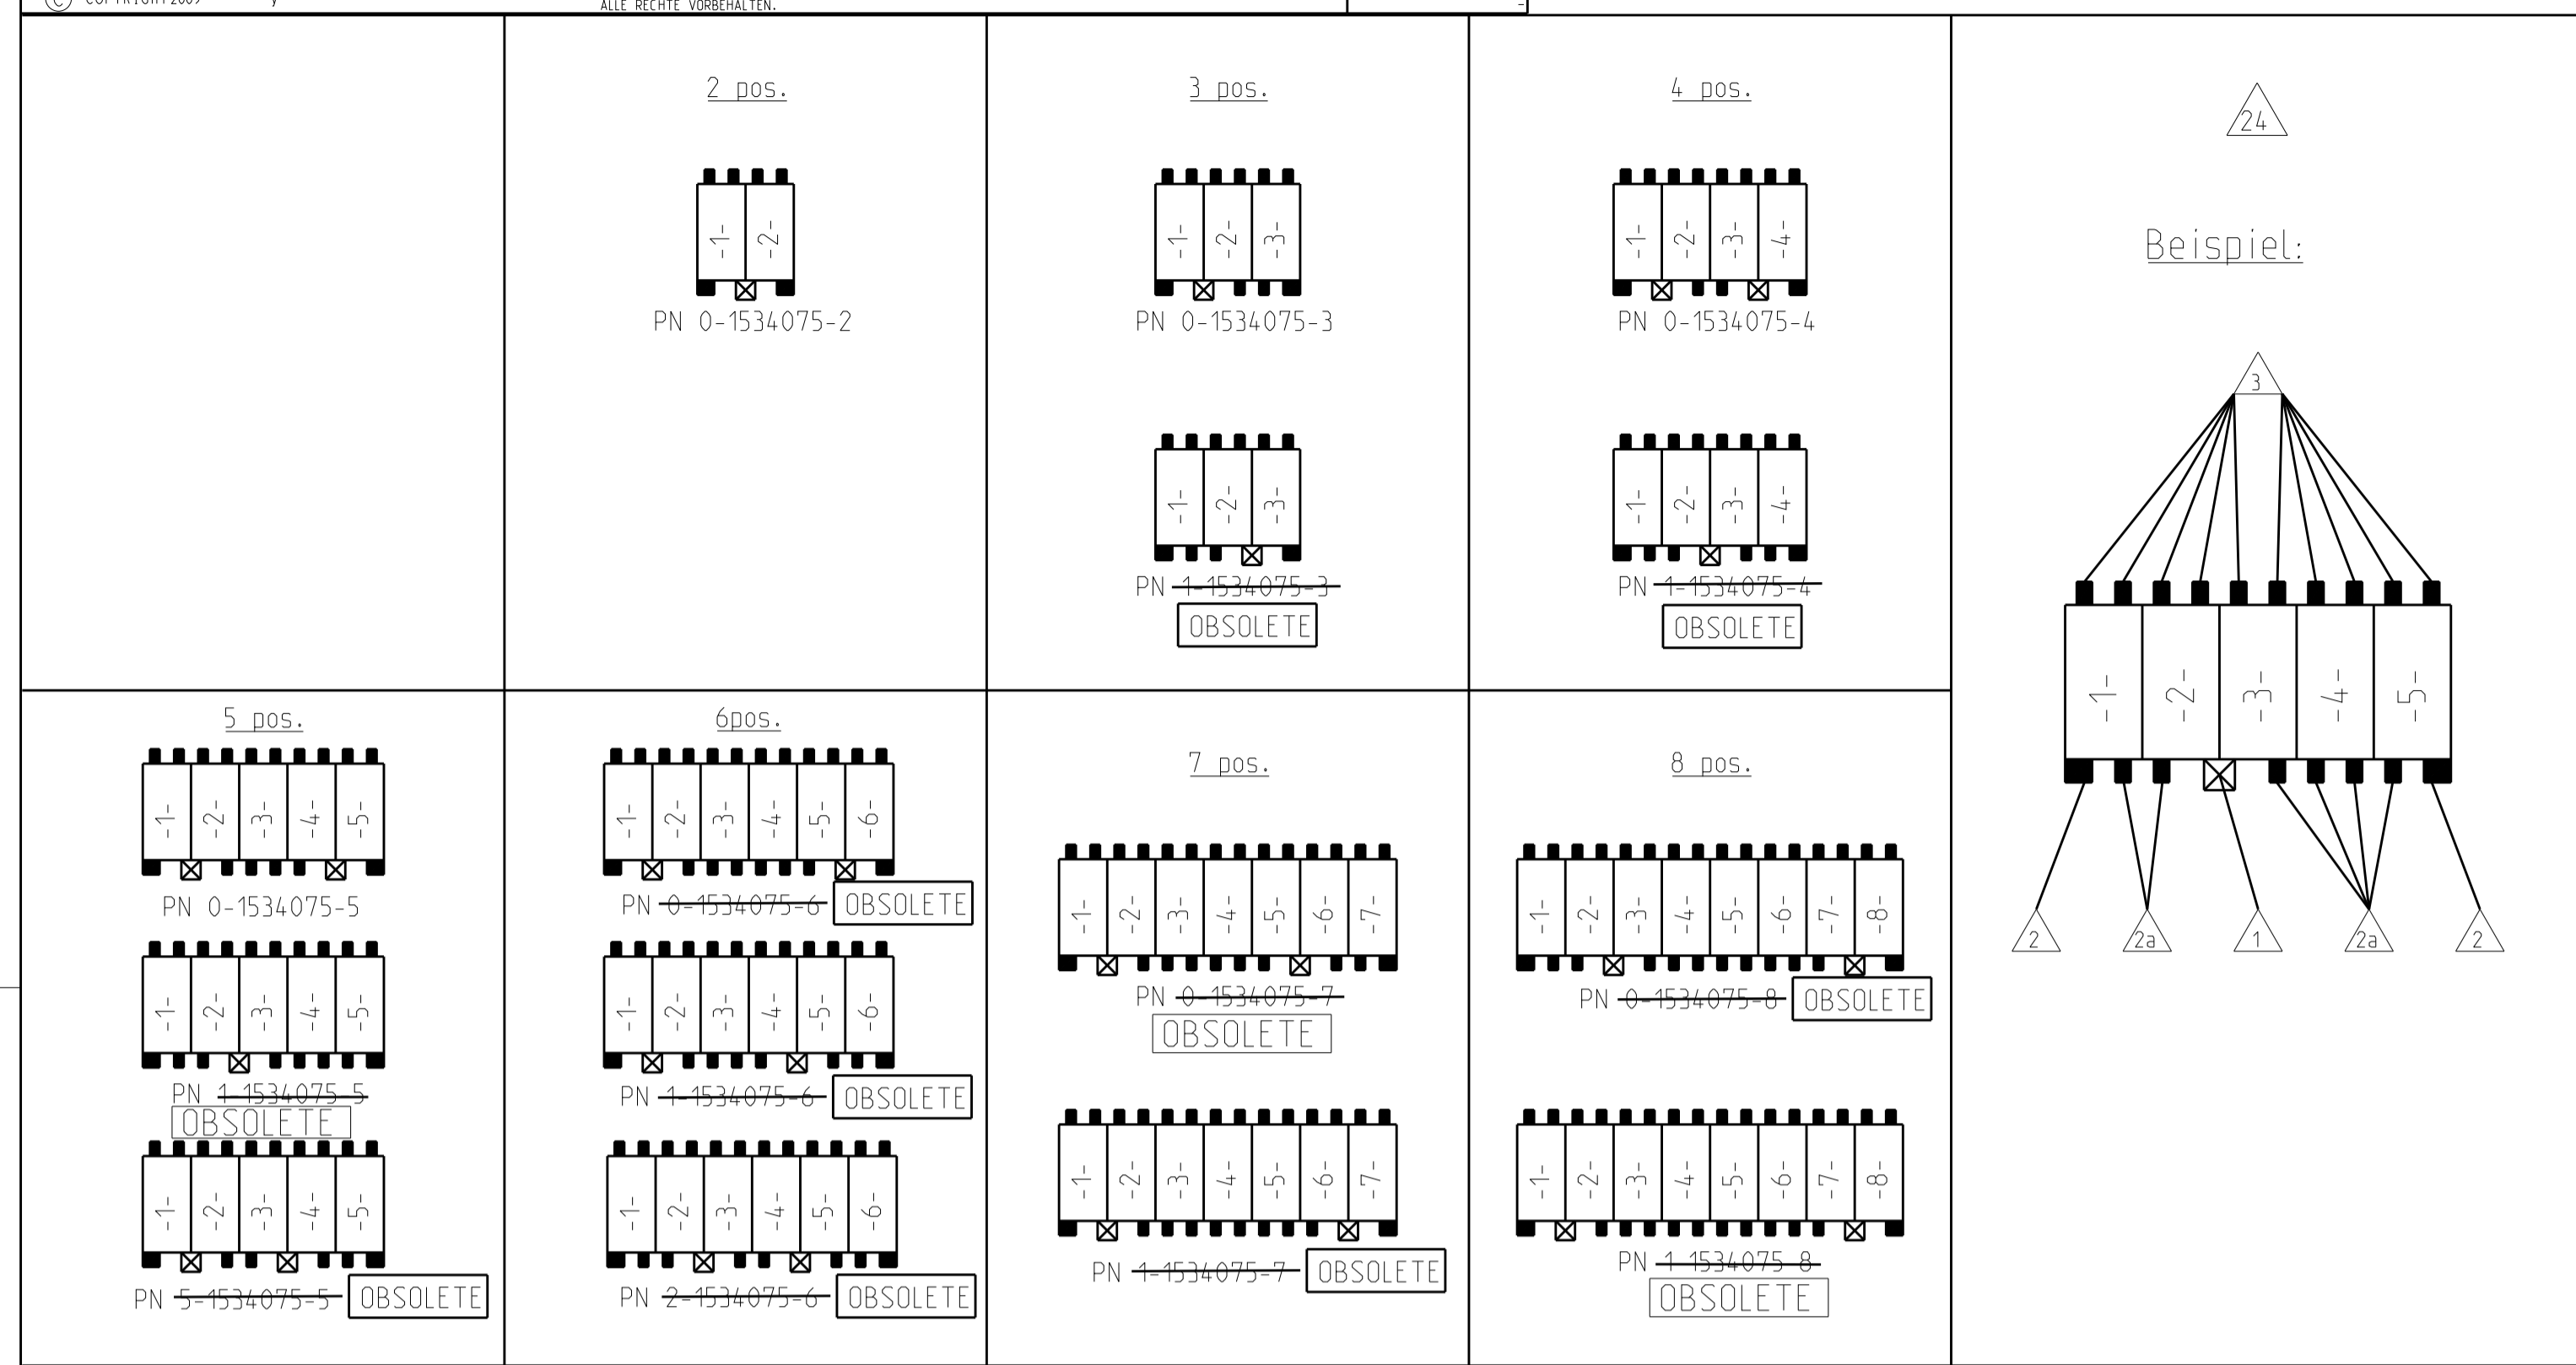 ALLE RECHTE VORBEHALTEN.
-
2 pos.
-1- -2-
PN 0-1534075-2
3 pos.
-1- -2- -3-
PN 0-1534075-3
-1- -2- -3-
PN 1-1534075-3
OBSOLETE
4 pos.
-1- -2- -3- -4-
PN 0-1534075-4
-1- -2- -3- -4-
PN 1-1534075-4
OBSOLETE
5 pos.
-1- -2- -3- -4- -5-
PN 0-1534075-5
-1- -2- -3- -4- -5-
PN 1-1534075-5
OBSOLETE
-1- -2- -3- -4- -5-
PN 5-1534075-5 OBSOLETE
6pos.
-1- -2- -3- -4- -5- -6-
PN 0-1534075-6 OBSOLETE
-1- -2- -3- -4- -5- -6-
PN 1-1534075-6 OBSOLETE
-1- -2- -3- -4- -5- -6-
PN 2-1534075-6 OBSOLETE
7 pos.
-1- -2- -3- -4- -5- -6- -7-
PN 0-1534075-7
OBSOLETE
-1- -2- -3- -4- -5- -6- -7-
PN 1-1534075-7 OBSOLETE
8 pos.
-1- -2- -3- -4- -5- -6- -7- -8-
PN 0-1534075-8 OBSOLETE
-1- -2- -3- -4- -5- -6- -7- -8-
PN 1-1534075-8
OBSOLETE
24
Beispiel:
3
-1- -2- -3- -4- -5-
2 2a 1 2a 2